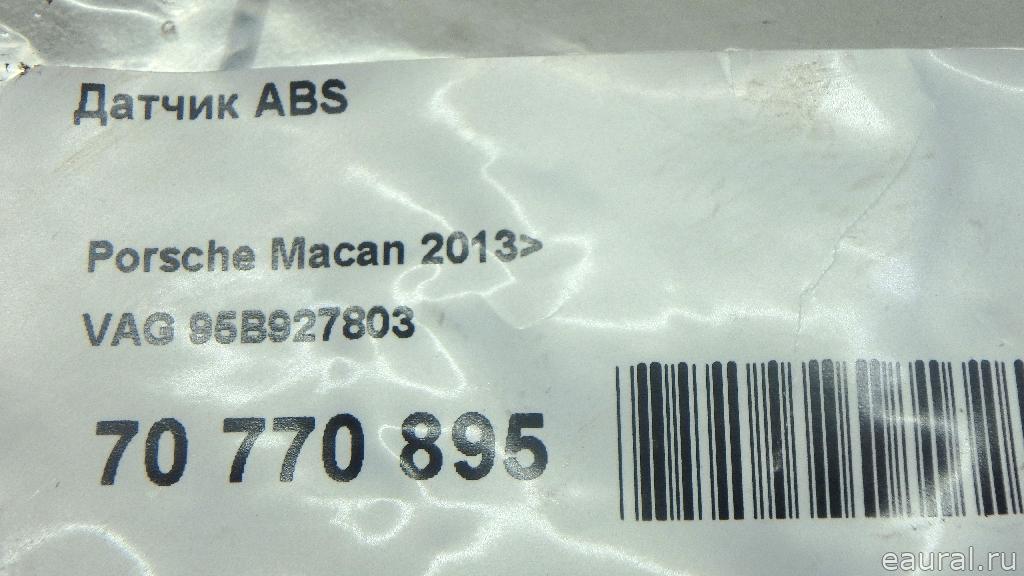 Датчик ABS
Porsche Macan 2013>
VAG 95B927803
70 770 895
eaural.ru